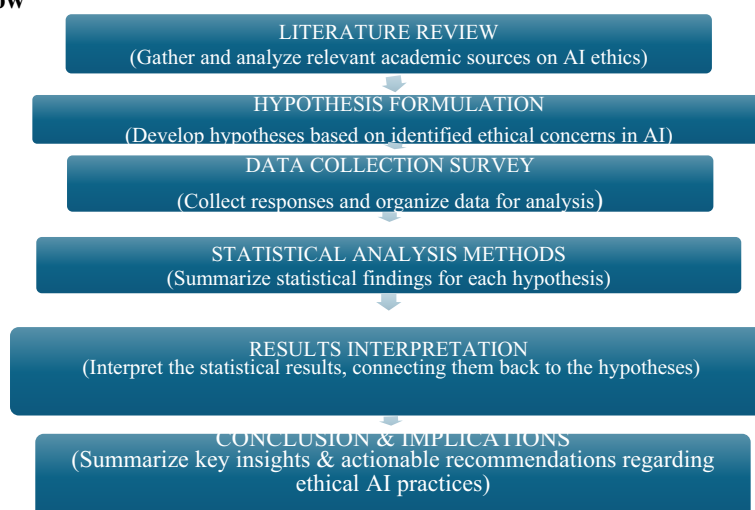 LITERATURE REVIEW
(Gather and analyze relevant academic sources on AI ethics)
HYPOTHESIS FORMULATION
(Develop hypotheses based on identified ethical concerns in AI)
DATA COLLECTION SURVEY
(Collect responses and organize data for analysis)
STATISTICAL ANALYSIS METHODS
(Summarize statistical findings for each hypothesis)
RESULTS INTERPRETATION
(Interpret the statistical results, connecting them back to the hypotheses)
CONCLUSION & IMPLICATIONS
(Summarize key insights & actionable recommendations regarding
ethical AI practices)